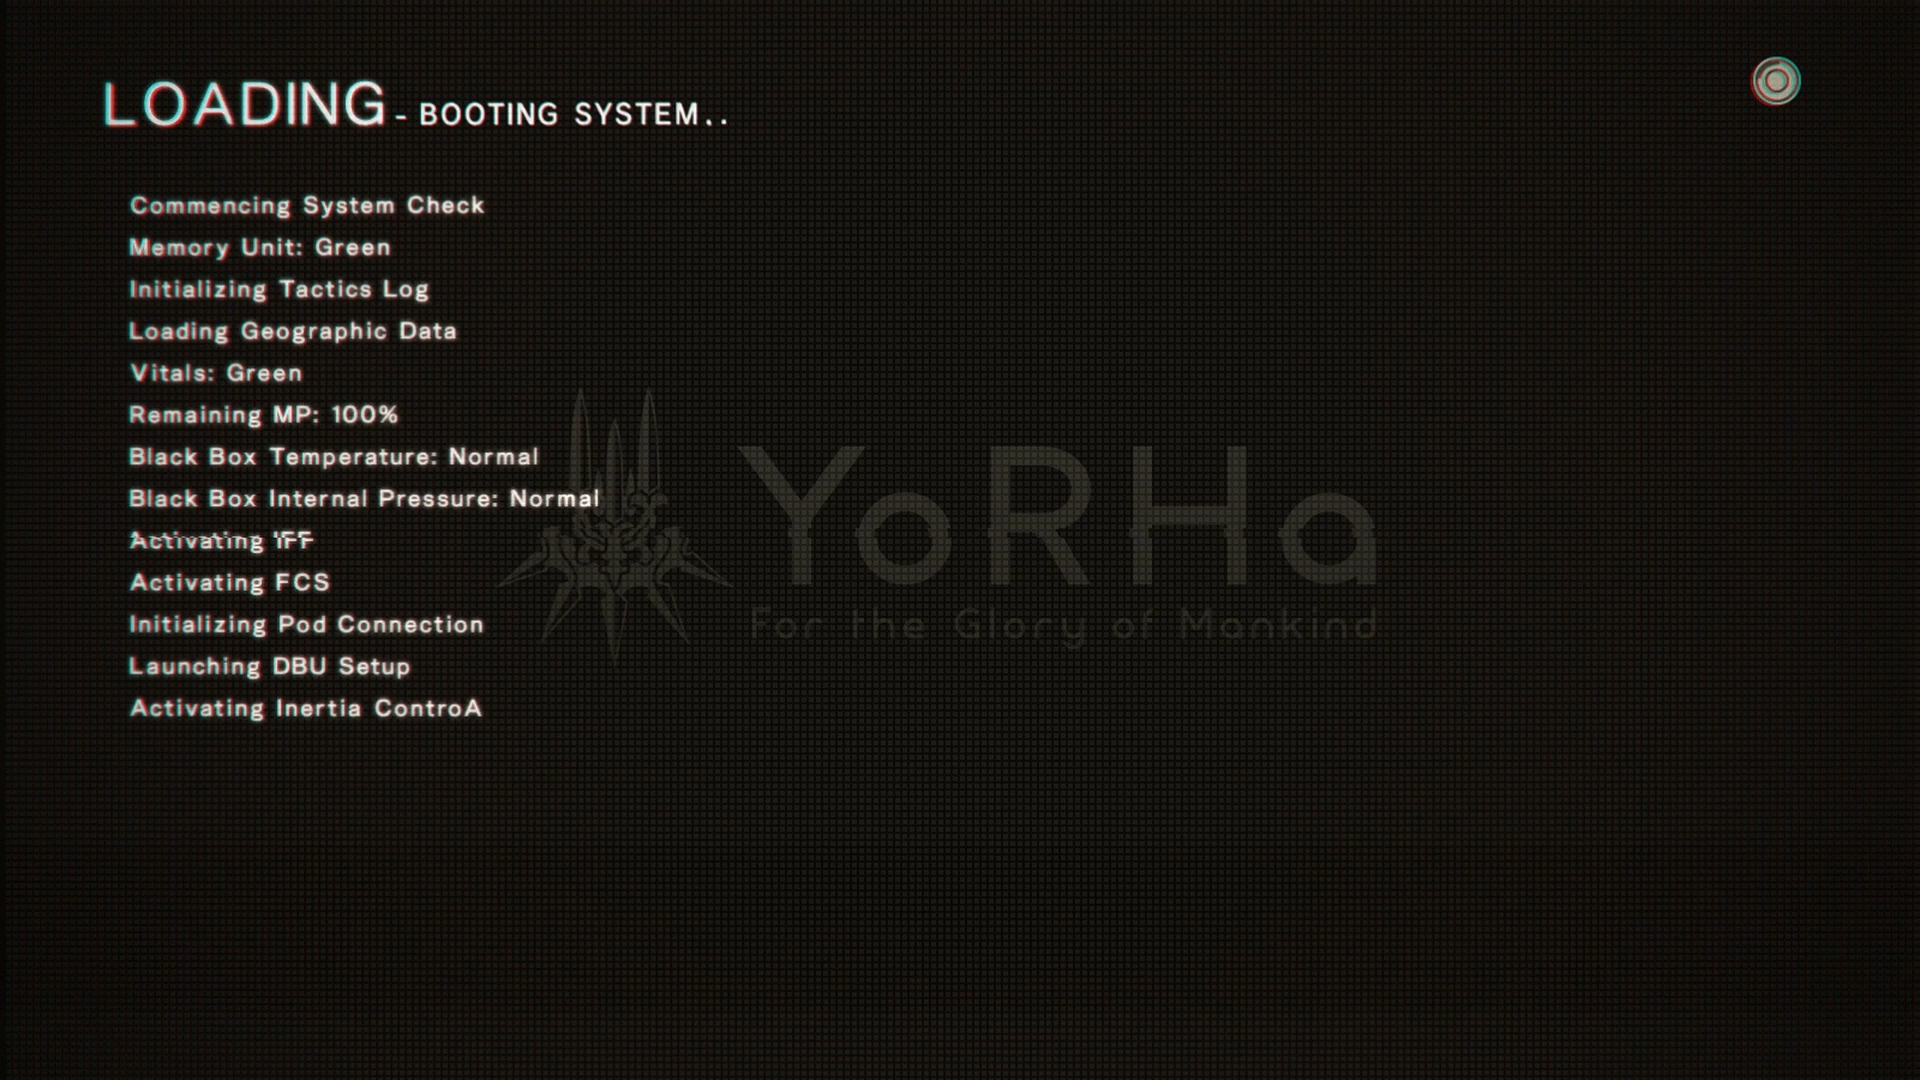 LOADING - BOOTING SYSTEM..
Commencing System Check
Memory Unit: Green
Initializing Tactics Log
Loading Geographic Data
Vitals: Green
Remaining MP: 100%
Black Box Temperature: Normal
Black Box Internal Pressure: Normal
Activating IFF
Activating FCS
Initializing Pod Connection
Launching DBU Setup
Activating Inertia ControA
YoRHa
For the Glory of Mankind